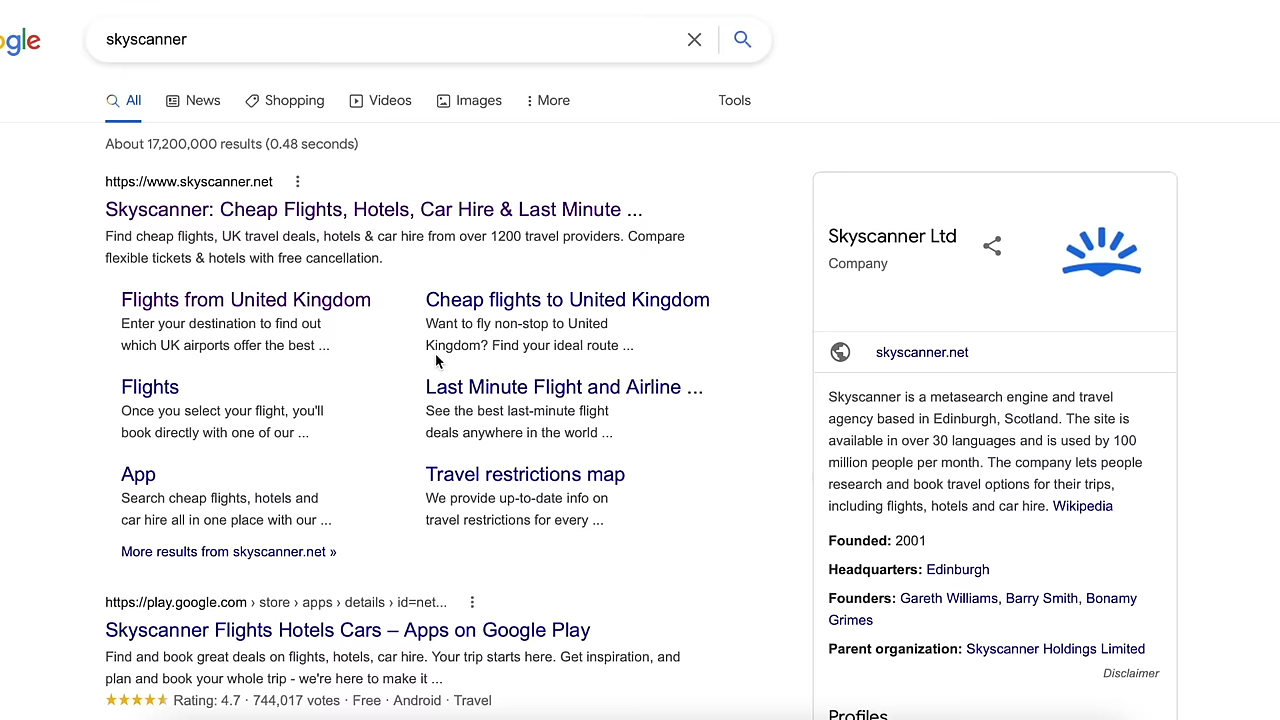 ogle
skyscanner
All
News
Shopping
Videos
Images
More
Tools
About 17,200,000 results (0.48 seconds)
https://www.skyscanner.net
Skyscanner: Cheap Flights, Hotels, Car Hire & Last Minute ...
Find cheap flights, UK travel deals, hotels & car hire from over 1200 travel providers. Compare
flexible tickets & hotels with free cancellation.
Flights from United Kingdom
Enter your destination to find out
which UK airports offer the best ...
Cheap flights to United Kingdom
Want to fly non-stop to United
Kingdom? Find your ideal route ...
Flights
Once you select your flight, you'll
book directly with one of our ...
Last Minute Flight and Airline ...
See the best last-minute flight
deals anywhere in the world ...
App
Search cheap flights, hotels and
car hire all in one place with our ...
Travel restrictions map
We provide up-to-date info on
travel restrictions for every ...
More results from skyscanner.net »
https://play.google.com › store › apps › details › id=net...
Skyscanner Flights Hotels Cars – Apps on Google Play
Find and book great deals on flights, hotels, car hire. Your trip starts here. Get inspiration, and
plan and book your whole trip - we're here to make it ...
Rating: 4.7 · 744,017 votes · Free · Android · Travel
Skyscanner Ltd
Company
skyscanner.net
Skyscanner is a metasearch engine and travel
agency based in Edinburgh, Scotland. The site is
available in over 30 languages and is used by 100
million people per month. The company lets people
research and book travel options for their trips,
including flights, hotels and car hire. Wikipedia
Founded: 2001
Headquarters: Edinburgh
Founders: Gareth Williams, Barry Smith, Bonamy
Grimes
Parent organization: Skyscanner Holdings Limited
Disclaimer
Profiles